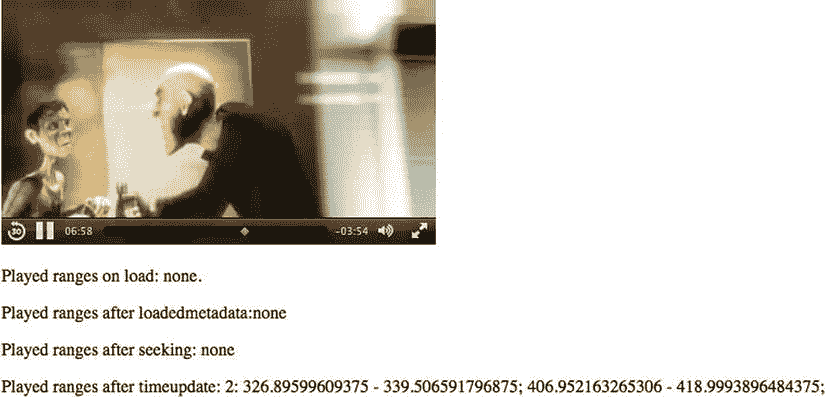 30
06:58
-03:54
Played ranges on load: none.
Played ranges after loadedmetadata:none
Played ranges after seeking: none
Played ranges after timeupdate: 2: 326.89599609375 - 339.506591796875; 406.952163265306 - 418.9993896484375;